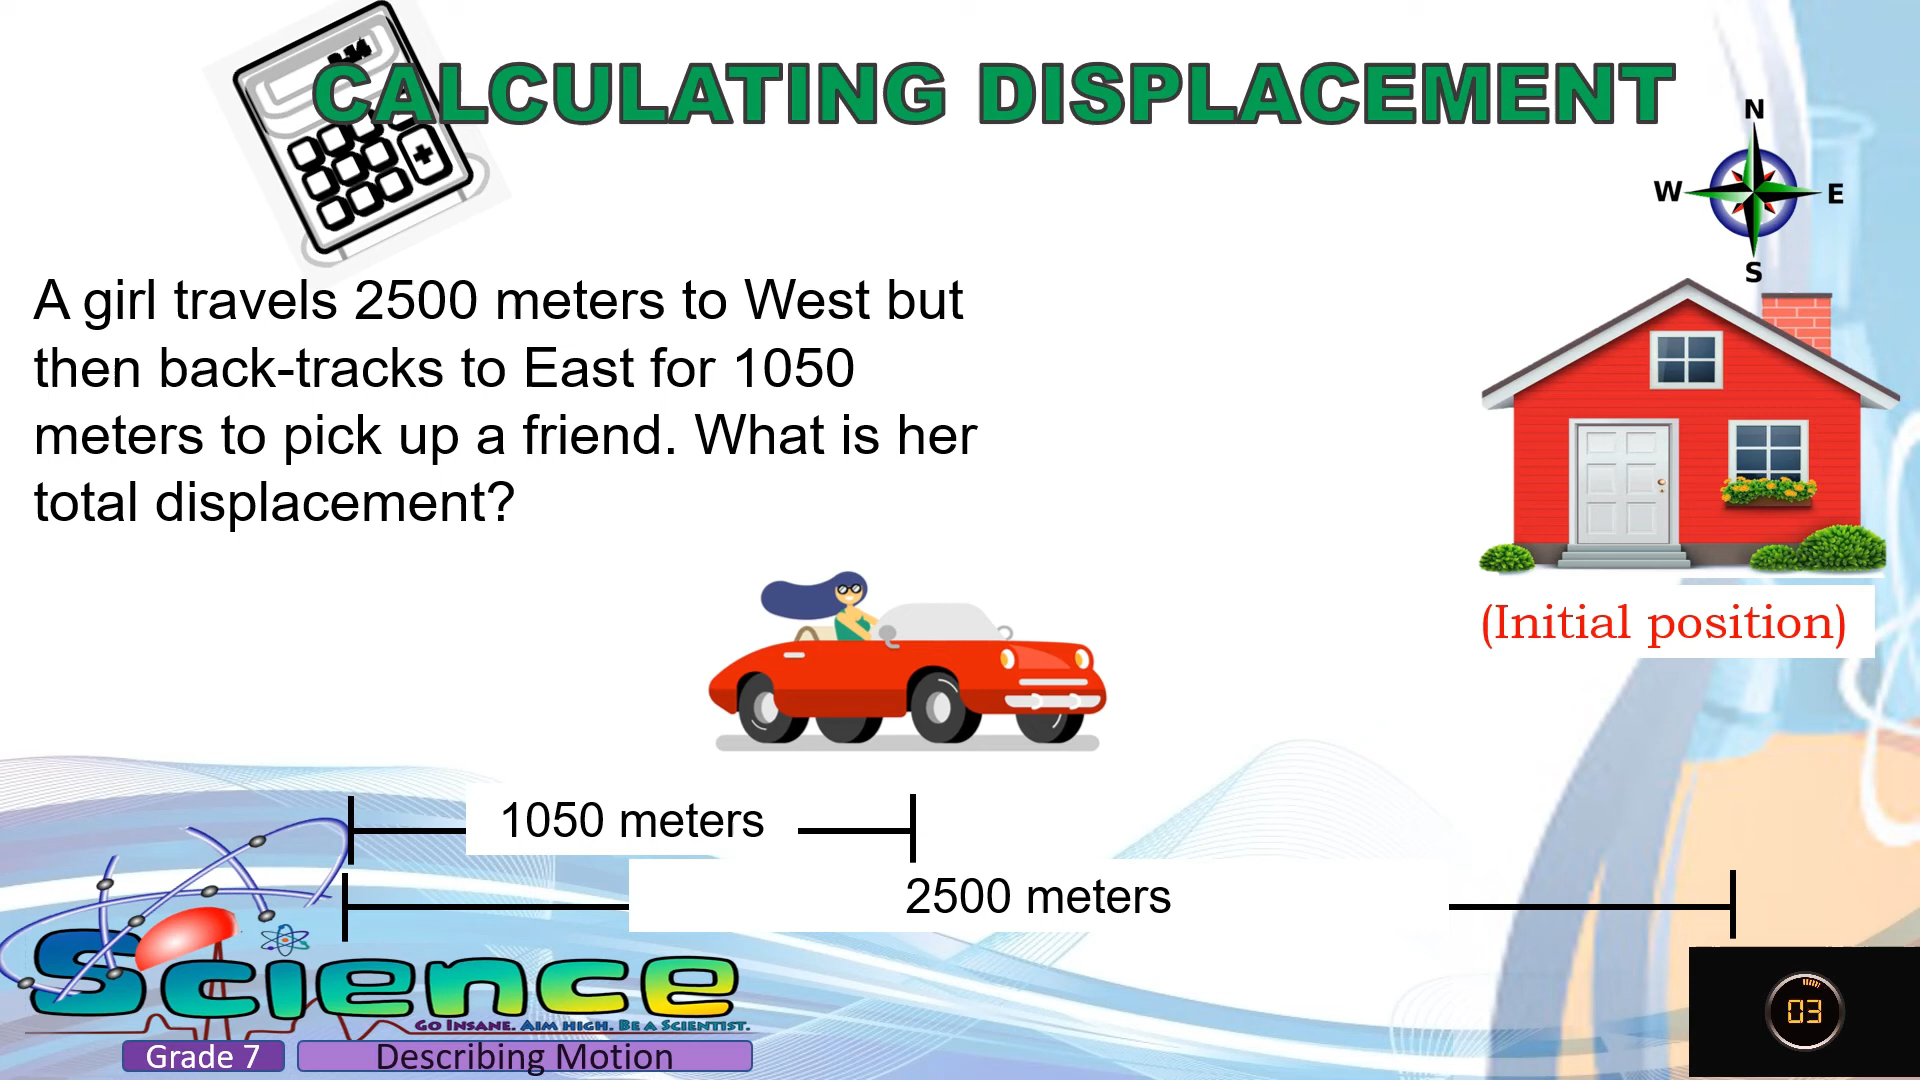 CALCULATING DISPLACEMENT
N
W
E
S
A girl travels 2500 meters to West but
then back-tracks to East for 1050
meters to pick up a friend. What is her
total displacement?
(Initial position)
1050 meters
2500 meters
Science
GO INSANE. AIM HIGH. BE A SCIENTIST.
Grade 7
Describing Motion
03